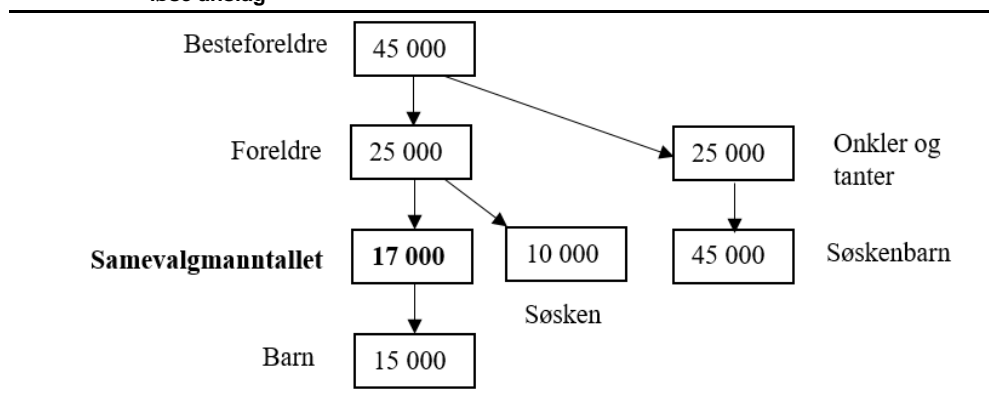 Besteforeldre
45 000
Foreldre
25 000
25 000
Onkler og
tanter
Samevalgmanntallet
17 000
10 000
45 000
Søskenbarn
Søsken
Barn
15 000